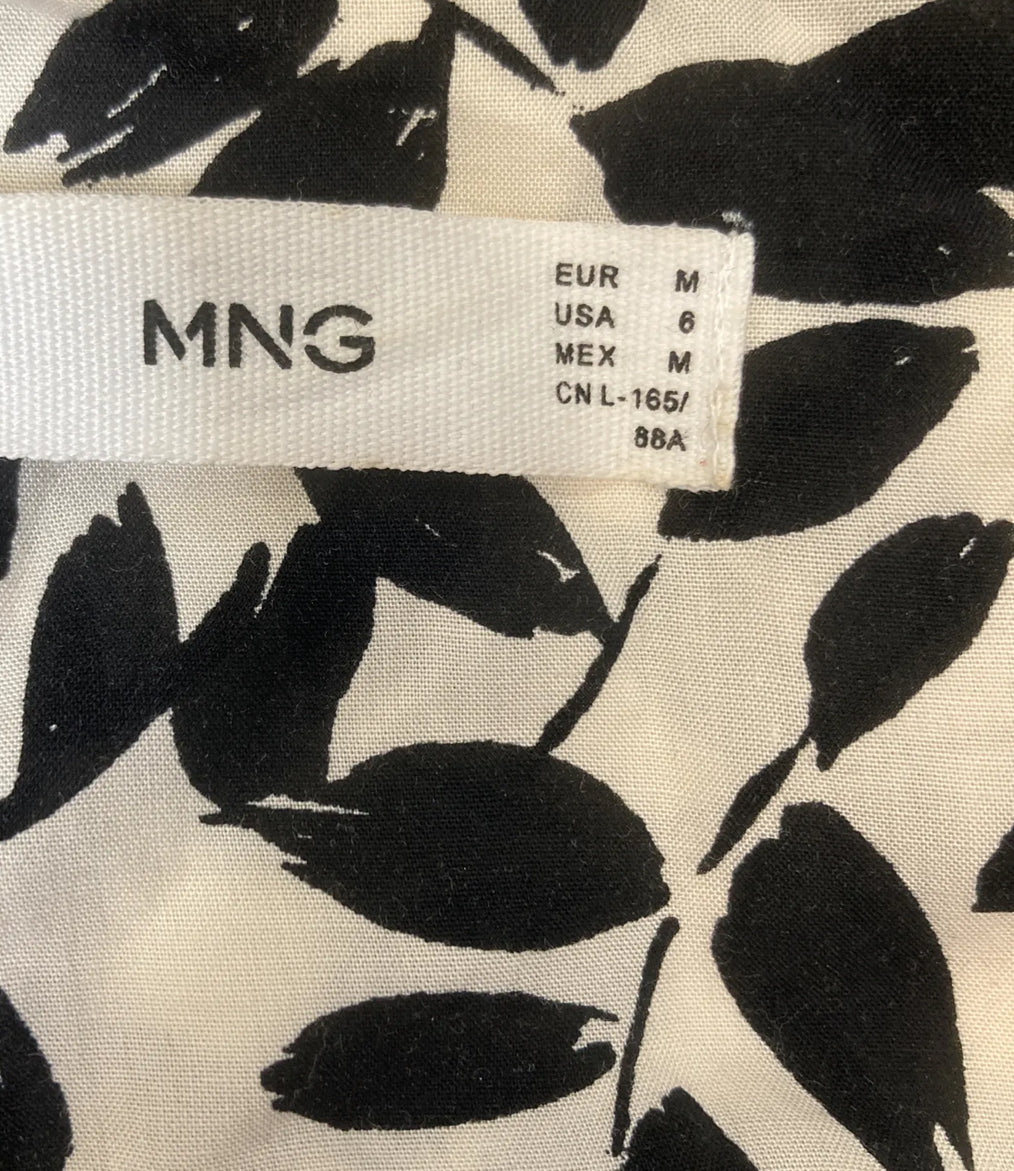 MNG
EUR M
USA 6
MEX M
CN L-165/
88A